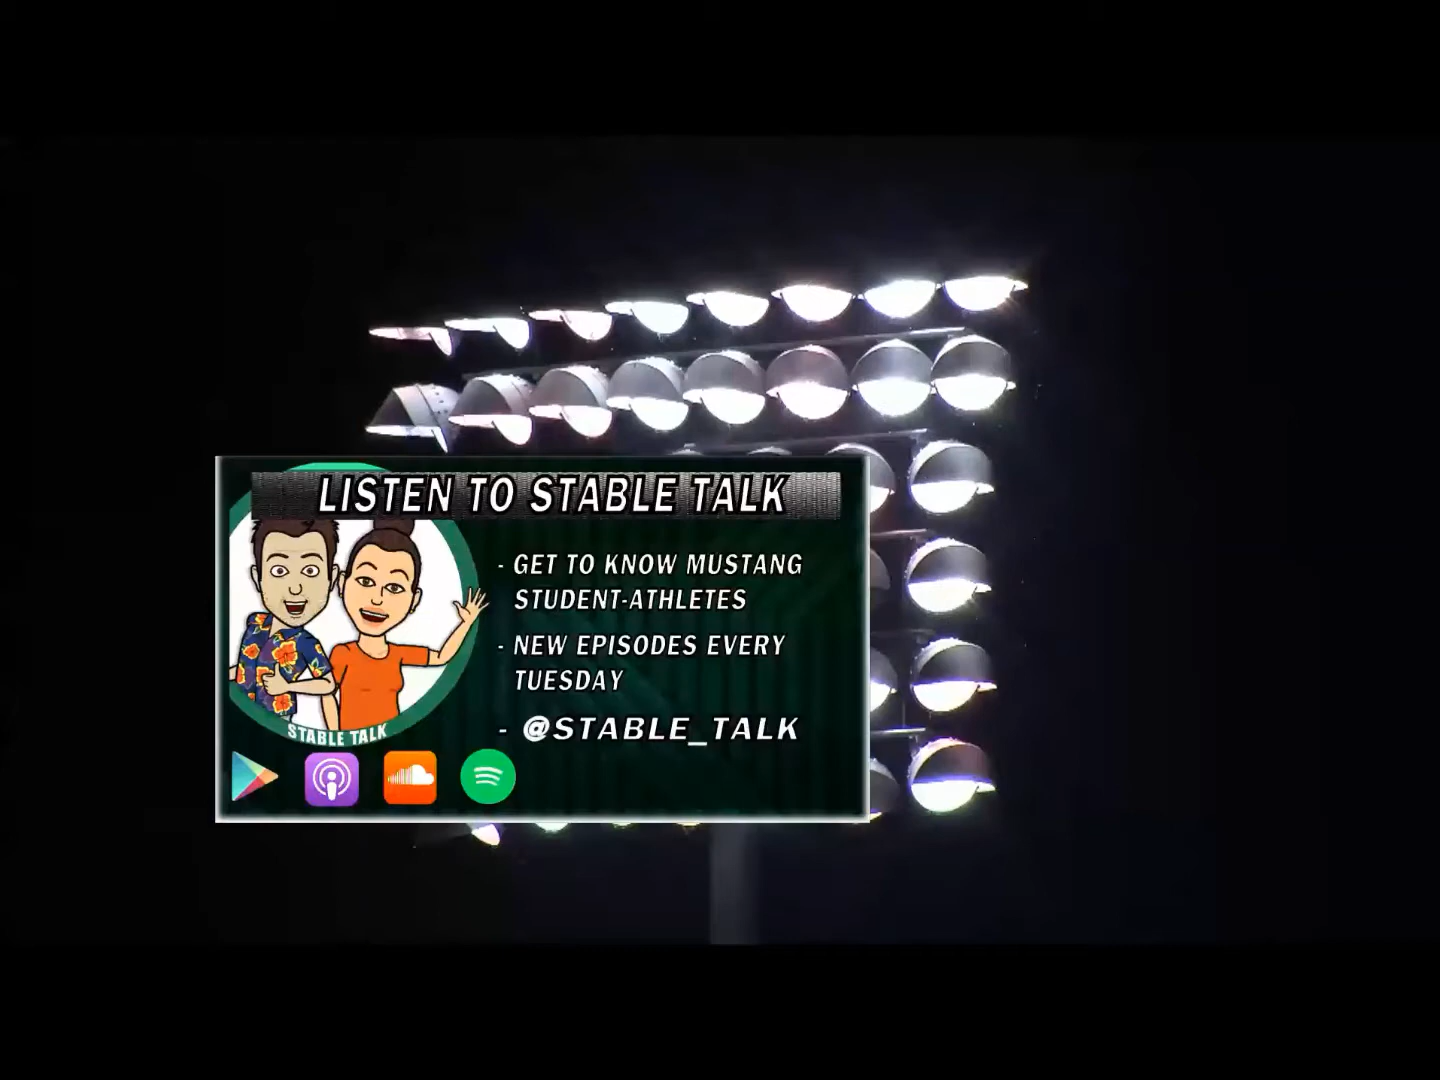 LISTEN TO STABLE TALK
- GET TO KNOW MUSTANG
STUDENT-ATHLETES
- NEW EPISODES EVERY
TUESDAY
- @STABLE_TALK
STABLE TALK